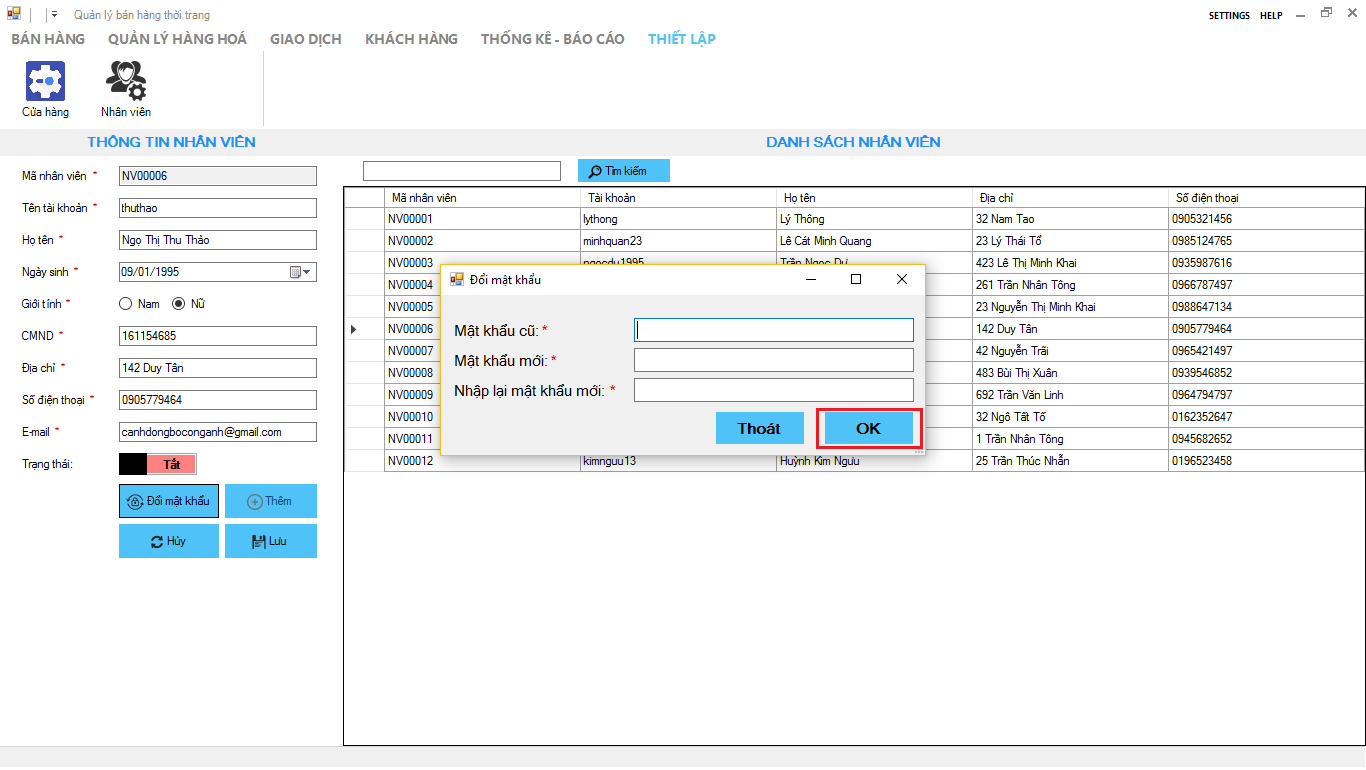 Quản lý bán hàng thời trang
SETTINGS HELP
BÁN HÀNG QUẢN LÝ HÀNG HOÁ GIAO DỊCH KHÁCH HÀNG THỐNG KÊ - BÁO CÁO THIẾT LẬP
Cửa hàng Nhân viên
THÔNG TIN NHÂN VIÊN
Mã nhân viên * NV00006
Tên tài khoản * thuthao
Họ tên * Ngọ Thị Thu Thảo
Ngày sinh * 09/01/1995
Giới tính * Nam Nữ
CMND * 161154685
Địa chỉ * 142 Duy Tân
Số điện thoại * 0905779464
E-mail * canhdongboconganh@gmail.com
Trạng thái: Tắt
Đổi mật khẩu Thêm
Hủy Lưu
DANH SÁCH NHÂN VIÊN
Tìm kiếm
Mã nhân viên Tài khoản Họ tên Địa chỉ Số điện thoại
NV00001 lythong Lý Thông 32 Nam Tao 0905321456
NV00002 minhquan23 Lê Cát Minh Quang 23 Lý Thái Tổ 0985124765
NV00003 ngocdu1995 Trần Ngọc Dự 423 Lê Thị Minh Khai 0935987616
NV00004 261 Trần Nhân Tông 0966787497
NV00005 23 Nguyễn Thị Minh Khai 0988647134
NV00006 142 Duy Tân 0905779464
NV00007 42 Nguyễn Trãi 0965421497
NV00008 483 Bùi Thị Xuân 0939546852
NV00009 692 Trần Văn Linh 0964794797
NV00010 32 Ngô Tất Tố 0162352647
NV00011 1 Trần Nhân Tông 0945682652
NV00012 kimnguu13 Huỳnh Kim Ngưu 25 Trần Thúc Nhẫn 0196523458
Đổi mật khẩu
Mật khẩu cũ: *
Mật khẩu mới: *
Nhập lại mật khẩu mới: *
Thoát OK